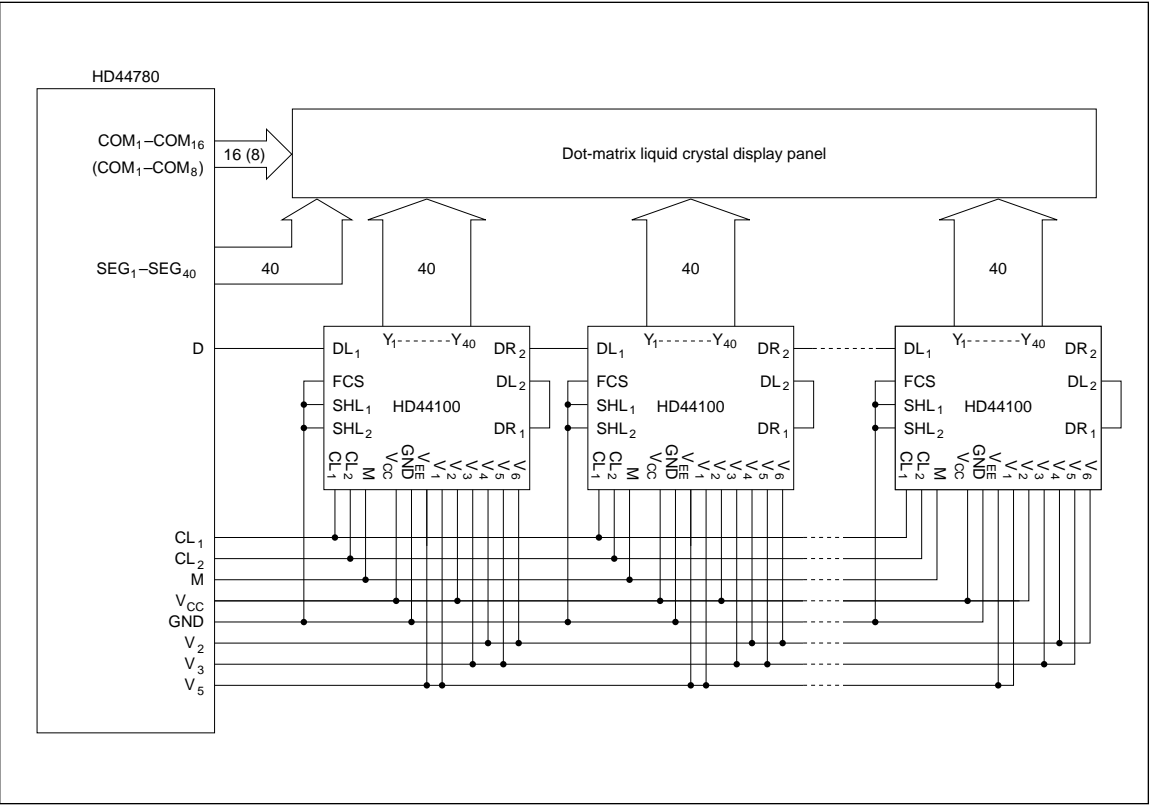 HD44780
COM1–COM16
(COM1–COM8)
16 (8)
Dot-matrix liquid crystal display panel
SEG1–SEG40
40
40
40
40
D
DL1
Y1------Y40
DR2
FCS
DL2
SHL1
HD44100
SHL2
DR1
CL1
CL2
M
VCC
GND
VEE
V1
V2
V3
V4
V5
V6
DL1
Y1------Y40
DR2
FCS
DL2
SHL1
HD44100
SHL2
DR1
CL1
CL2
M
VCC
GND
VEE
V1
V2
V3
V4
V5
V6
DL1
Y1------Y40
DR2
FCS
DL2
SHL1
HD44100
SHL2
DR1
CL1
CL2
M
VCC
GND
VEE
V1
V2
V3
V4
V5
V6
CL1
CL2
M
VCC
GND
V2
V3
V5